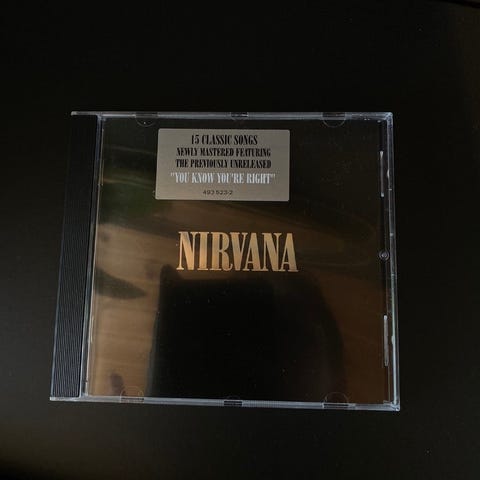 15 CLASSIC SONGS
NEWLY MASTERED FEATURING
THE PREVIOUSLY UNRELEASED
"YOU KNOW YOU'RE RIGHT"
493 523-2
NIRVANA